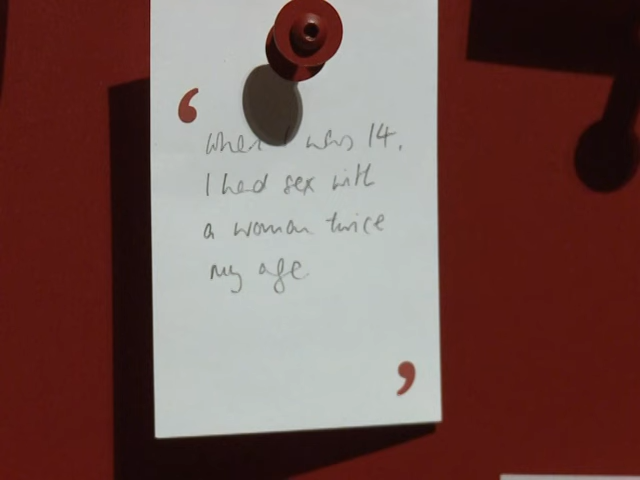 ‘
when I was 14,
I had sex with
a woman twice
my age
’